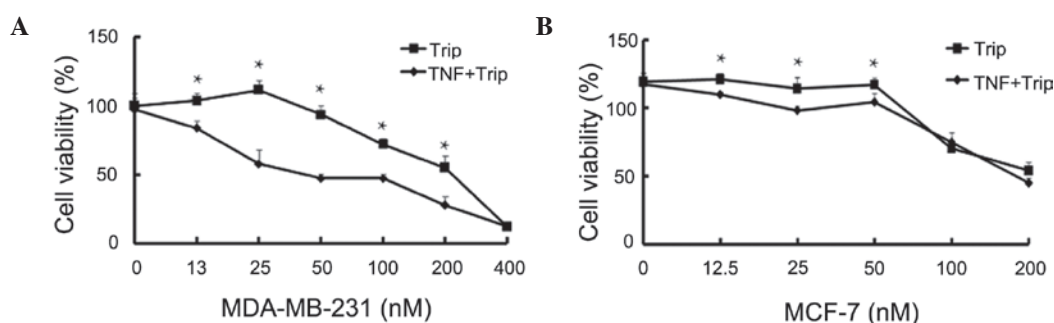 A
Cell viability (%)
150
100
50
0
Trip
TNF+Trip
*
*
*
*
*
0 13 25 50 100 200 400
MDA-MB-231 (nM)
B
Cell viability (%)
150
100
50
0
Trip
TNF+Trip
*
*
*
0 12.5 25 50 100 200
MCF-7 (nM)